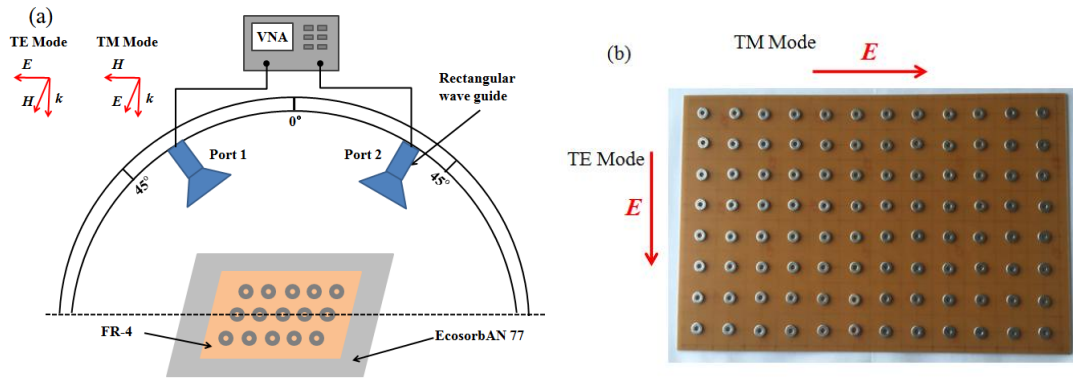 (a)
TE Mode
TM Mode
E
H
k
H
E
k
VNA
Rectangular
wave guide
0°
Port 1
Port 2
45°
45°
FR-4
EcosorbAN 77
(b)
TM Mode
E
TE Mode
E